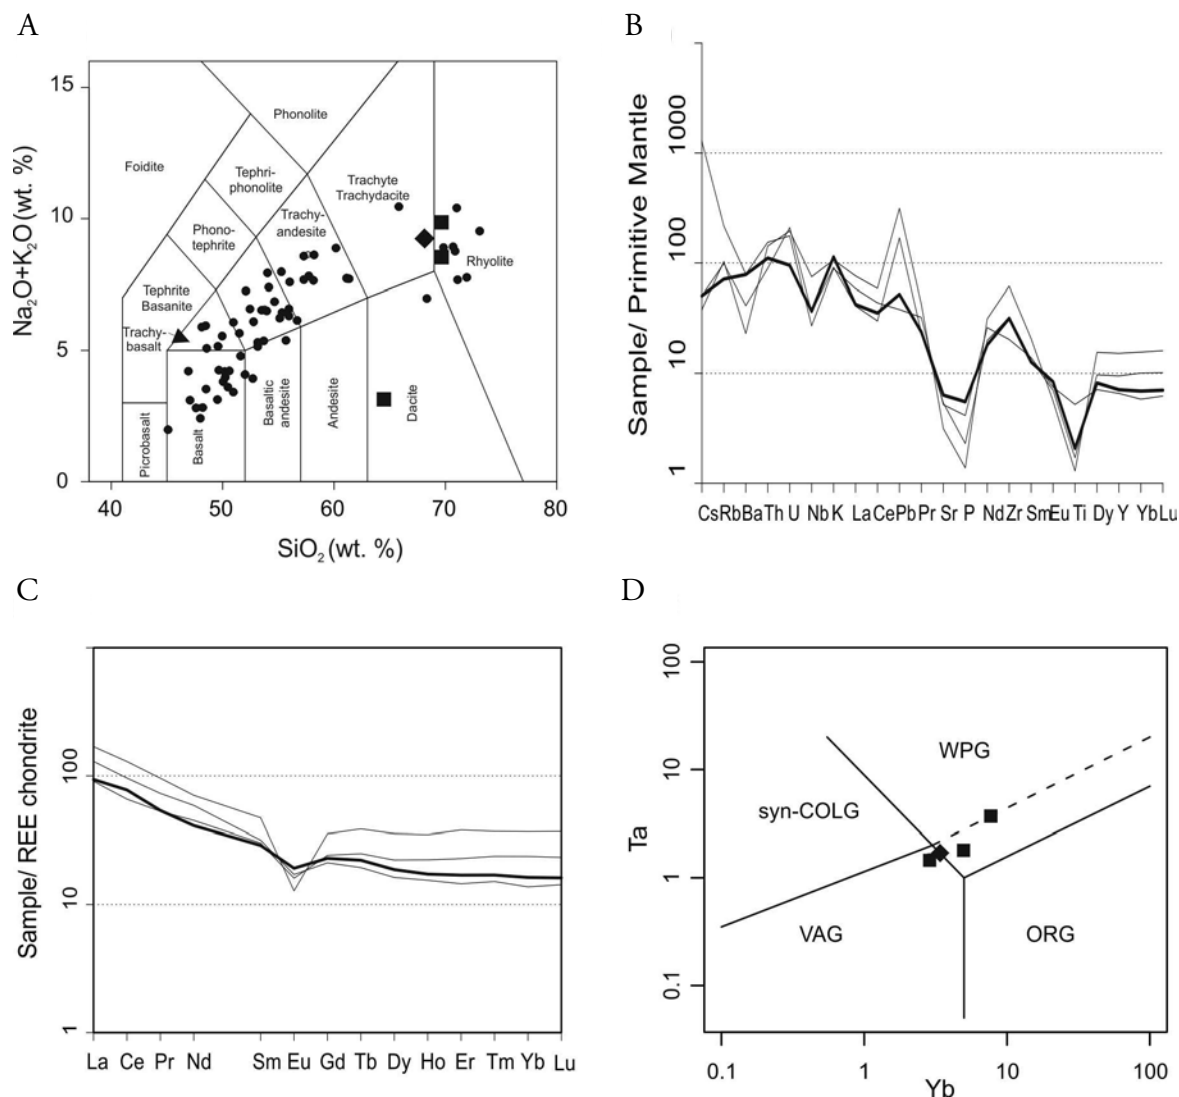 A
15
10
5
0
Na2O+K2O (wt. %)
Foidite
Phonolite
Tephri-
phonolite
Trachyte
Trachydacite
Phono-
tephrite
Trachy-
andesite
Rhyolite
Tephrite
Basanite
Trachy-
basalt
Picrobasalt
Basalt
Basaltic
andesite
Andesite
Dacite
40 50 60 70 80
SiO2 (wt. %)
B
Sample/ Primitive Mantle
1000
100
10
1
Cs Rb Ba Th U Nb K La Ce Pb Pr Sr P Nd Zr Sm Eu Ti Dy Y Yb Lu
C
Sample/ REE chondrite
100
10
1
La Ce Pr Nd Sm Eu Gd Tb Dy Ho Er Tm Yb Lu
D
Ta
100
10
1
0.1
WPG
syn-COLG
VAG
ORG
0.1 1 10 100
Yb